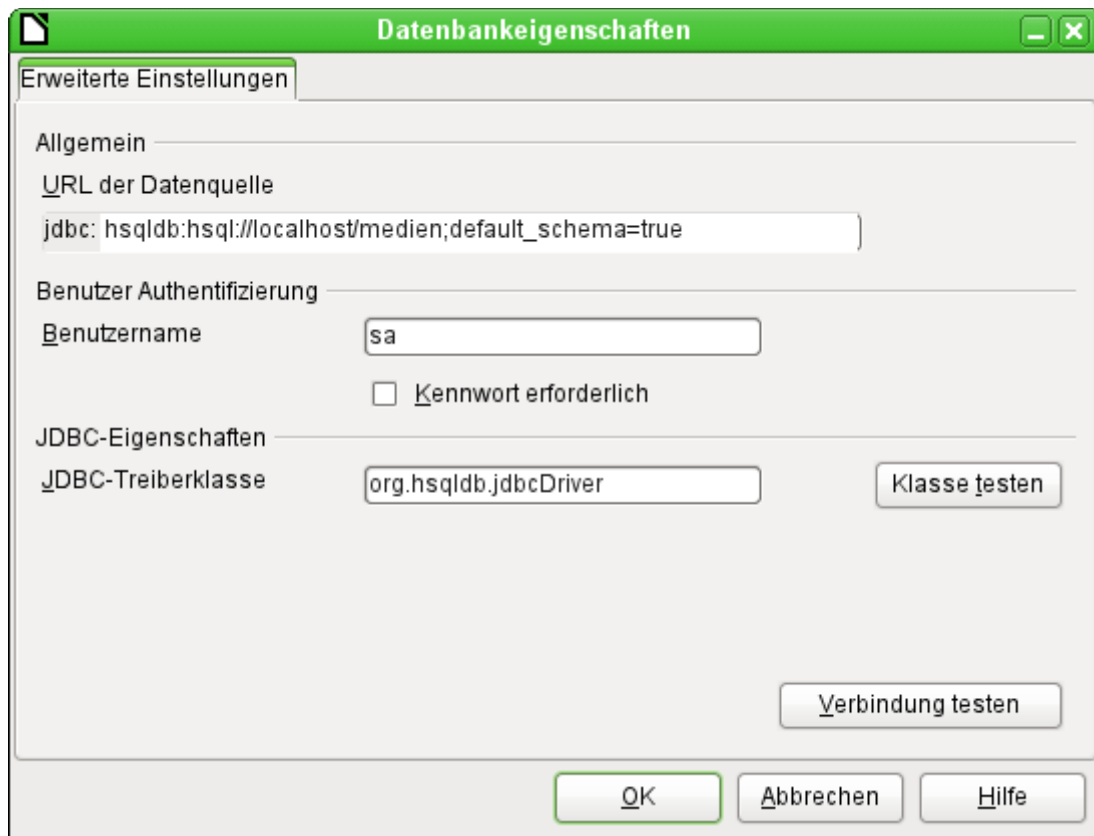 Datenbankeigenschaften
Erweiterte Einstellungen
Allgemein
URL der Datenquelle
jdbc: hsqldb:hsql://localhost/medien;default_schema=true
Benutzer Authentifizierung
Benutzername sa
Kennwort erforderlich
JDBC-Eigenschaften
JDBC-Treiberklasse org.hsqldb.jdbcDriver Klasse testen
Verbindung testen
OK Abbrechen Hilfe